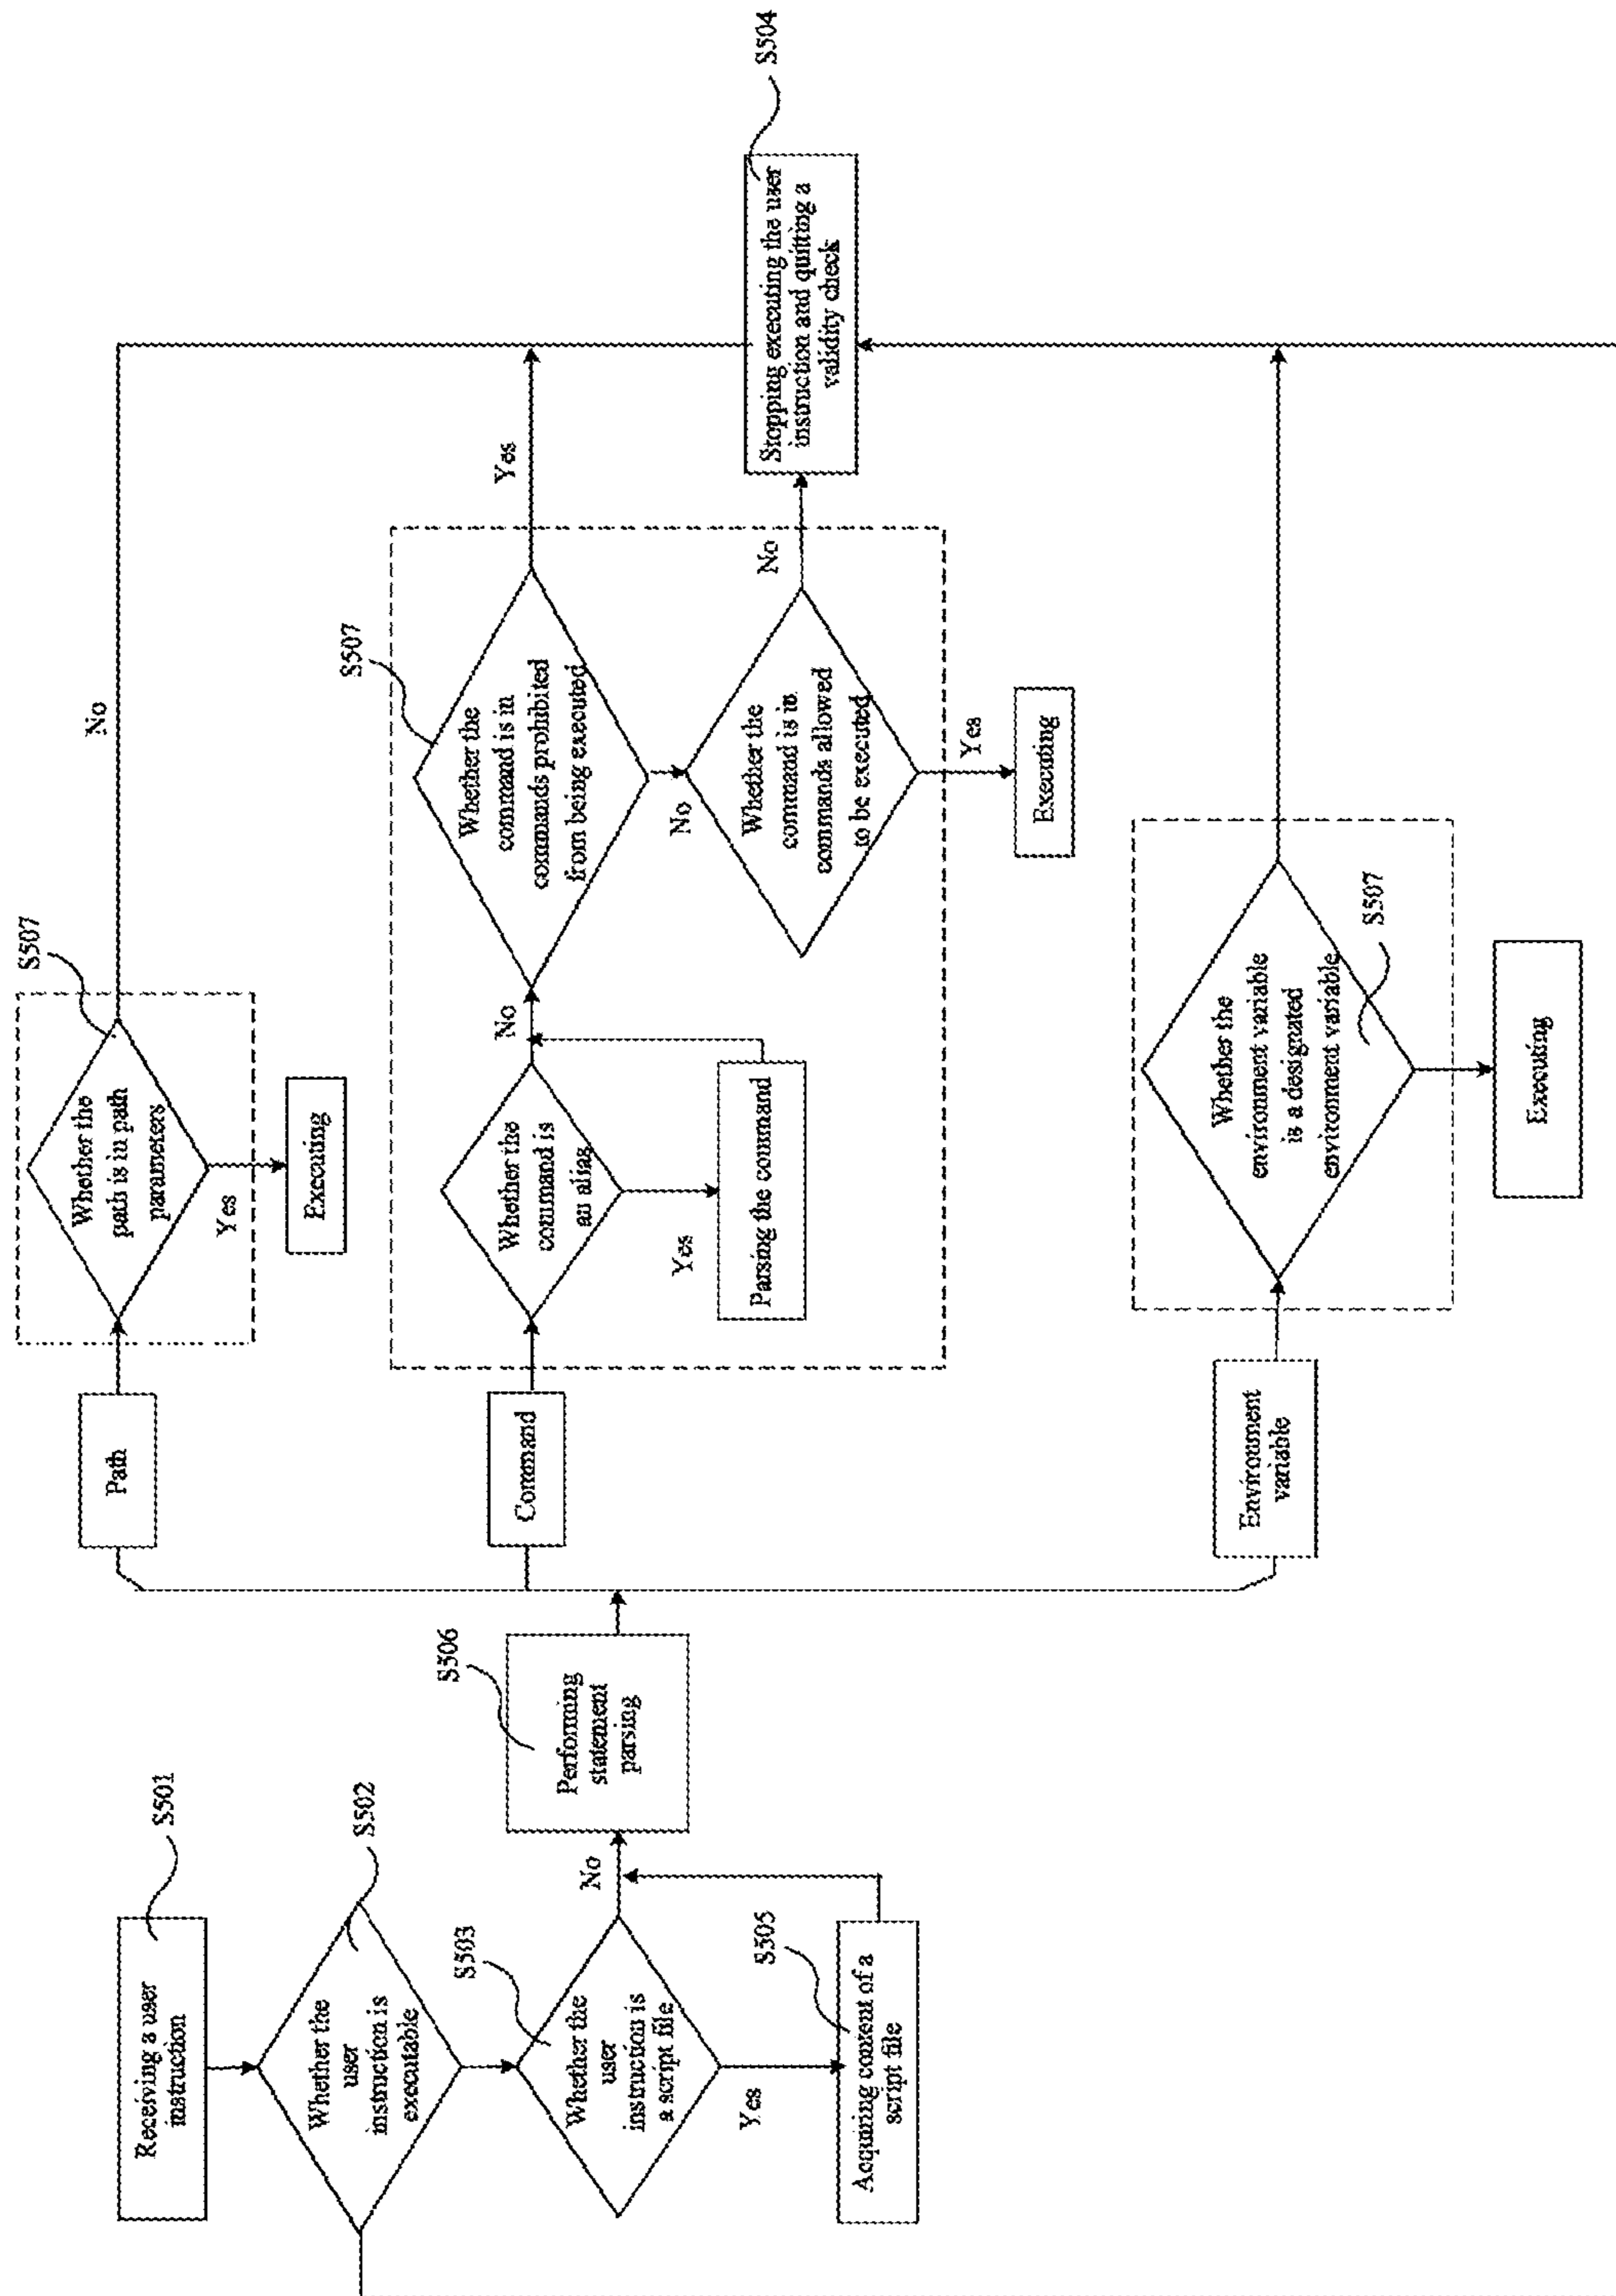 S501
Receiving a user
instruction
S502
Whether the
user
instruction is
executable
S503
Whether the
user
instruction is
a script file
No
Yes
S505
Acquiring content of a
script file
S506
Performing
statement
parsing
Path
S507
Whether the
path is in path
parameters
No
Yes
Executing
Command
Whether the
command is
an alias
No
Yes
Parsing the command
S507
Whether the
command is in
commands prohibited
from being executed
Yes
No
Whether the
command is in
commands allowed
to be executed
No
Yes
Executing
S504
Stopping executing the user
instruction and quitting a
validity check
Environment
variable
Whether the
environment variable
is a designated
environment variable
S507
Executing